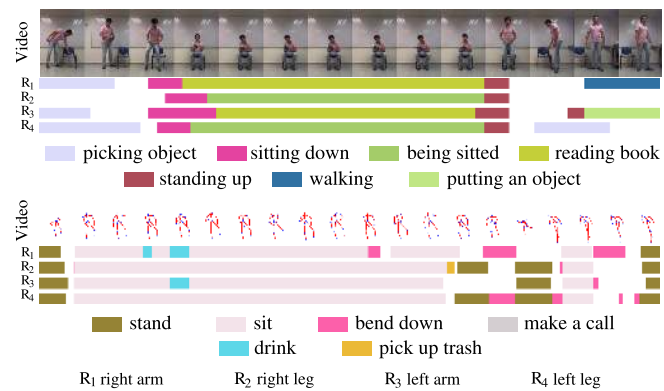 Video
R1
R2
R3
R4
picking object sitting down being sitted reading book
standing up walking putting an object
Video
R1
R2
R3
R4
stand sit bend down make a call
drink pick up trash
R1 right arm R2 right leg R3 left arm R4 left leg